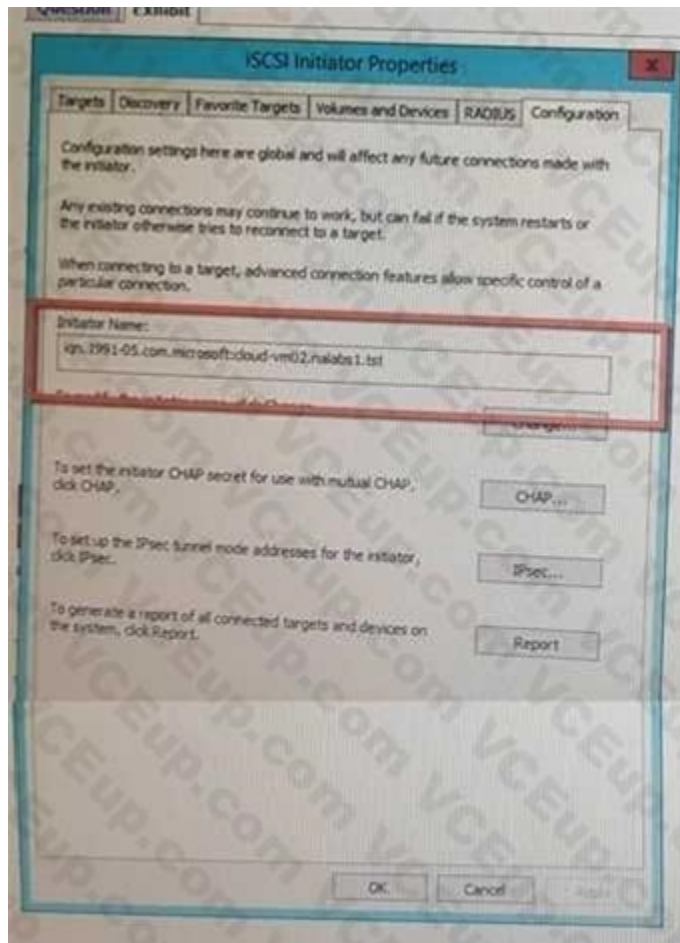 Question Exhibit
iSCSI Initiator Properties
x
Targets Discovery Favorite Targets Volumes and Devices RADIUS Configuration
Configuration settings here are global and will affect any future connections made with
the initiator.
Any existing connections may continue to work, but can fail if the system restarts or
the initiator otherwise tries to reconnect to a target.
When connecting to a target, advanced connection features allow specific control of a
particular connection.
Initiator Name:
iqn.1991-05.com.microsoft:cloud-vm02.nalabs1.tst
Change...
To set the initiator CHAP secret for use with mutual CHAP,
click CHAP.
CHAP...
To set up the IPsec tunnel mode addresses for the initiator,
click IPsec.
IPsec...
To generate a report of all connected targets and devices on
the system, click Report.
Report
OK Cancel
VCEup.com